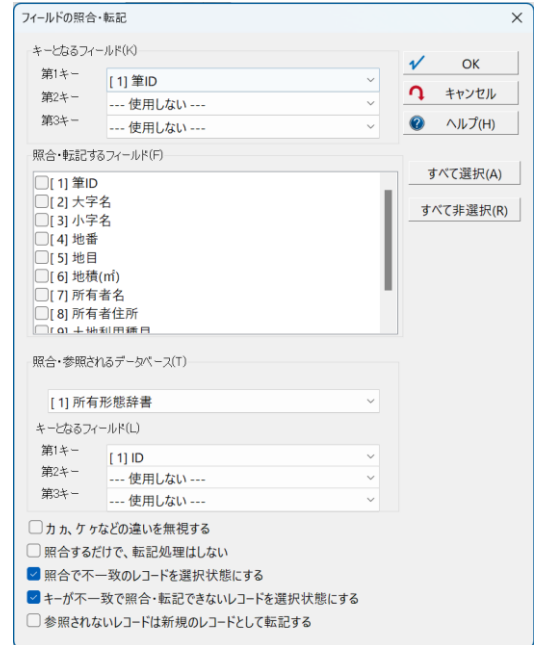 フィールドの照合・転記
キーとなるフィールド(K)
第1キー
[ 1] 筆ID
第2キー
--- 使用しない ---
第3キー
--- 使用しない ---
OK
キャンセル
ヘルプ(H)
照合・転記するフィールド(F)
[ 1] 筆ID
[ 2] 大字名
[ 3] 小字名
[ 4] 地番
[ 5] 地目
[ 6] 地積(㎡)
[ 7] 所有者名
[ 8] 所有者住所
[ 9] 土地利用種目
すべて選択(A)
すべて非選択(R)
照合・参照されるデータベース(T)
[ 1] 所有形態辞書
キーとなるフィールド(L)
第1キー
[ 1] ID
第2キー
--- 使用しない ---
第3キー
--- 使用しない ---
カ ヵ、ケ ヶなどの違いを無視する
照合するだけで、転記処理はしない
照合で不一致のレコードを選択状態にする
キーが不一致で照合・転記できないレコードを選択状態にする
参照されないレコードは新規のレコードとして転記する